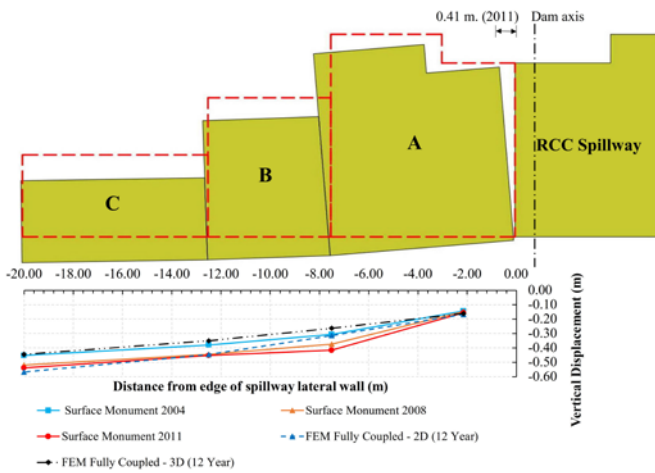 0.41 m. (2011) Dam axis
A
RCC Spillway
B
C
-20.00 -18.00 -16.00 -14.00 -12.00 -10.00 -8.00 -6.00 -4.00 -2.00 0.00
0.00
-0.10
-0.20
-0.30
-0.40
-0.50
-0.60
Vertical Displacement (m)
Distance from edge of spillway lateral wall (m)
Surface Monument 2004 Surface Monument 2008
Surface Monument 2011 FEM Fully Coupled - 2D (12 Year)
FEM Fully Coupled - 3D (12 Year)